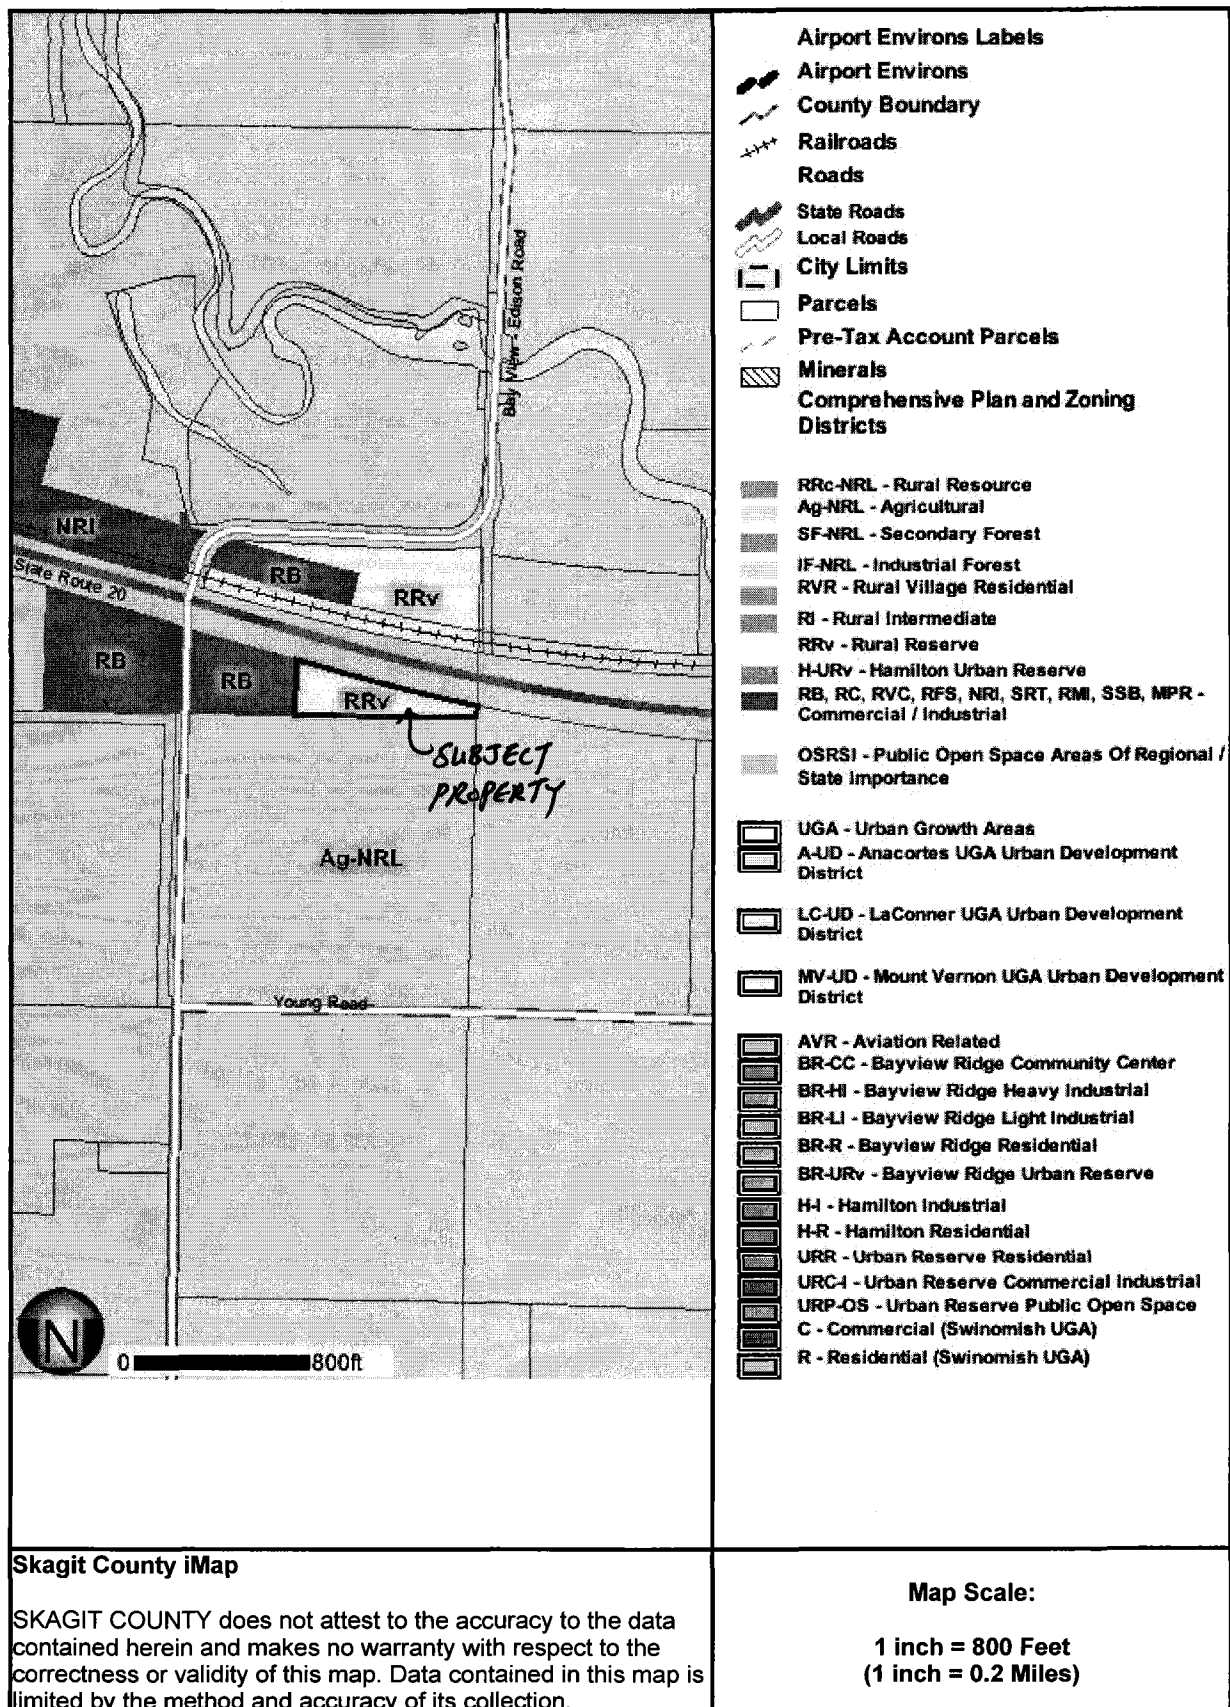 Bay View - Edison Road
NRI
State Route 20
RB
RRv
RB
RB
RRv
SUBJECT
PROPERTY
Ag-NRL
Young Road
N
0 800ft
Airport Environs Labels
Airport Environs
County Boundary
Railroads
Roads
State Roads
Local Roads
City Limits
Parcels
Pre-Tax Account Parcels
Minerals
Comprehensive Plan and Zoning
Districts
RRc-NRL - Rural Resource
Ag-NRL - Agricultural
SF-NRL - Secondary Forest
IF-NRL - Industrial Forest
RVR - Rural Village Residential
RI - Rural Intermediate
RRv - Rural Reserve
H-URv - Hamilton Urban Reserve
RB, RC, RVC, RFS, NRI, SRT, RMI, SSB, MPR -
Commercial / Industrial
OSRSI - Public Open Space Areas Of Regional /
State Importance
UGA - Urban Growth Areas
A-UD - Anacortes UGA Urban Development
District
LC-UD - LaConner UGA Urban Development
District
MV-UD - Mount Vernon UGA Urban Development
District
AVR - Aviation Related
BR-CC - Bayview Ridge Community Center
BR-HI - Bayview Ridge Heavy Industrial
BR-LI - Bayview Ridge Light Industrial
BR-R - Bayview Ridge Residential
BR-URv - Bayview Ridge Urban Reserve
H-I - Hamilton Industrial
H-R - Hamilton Residential
URR - Urban Reserve Residential
URC-I - Urban Reserve Commercial Industrial
URP-OS - Urban Reserve Public Open Space
C - Commercial (Swinomish UGA)
R - Residential (Swinomish UGA)
Skagit County iMap
SKAGIT COUNTY does not attest to the accuracy to the data
contained herein and makes no warranty with respect to the
correctness or validity of this map. Data contained in this map is
limited by the method and accuracy of its collection.
Map Scale:
1 inch = 800 Feet
(1 inch = 0.2 Miles)